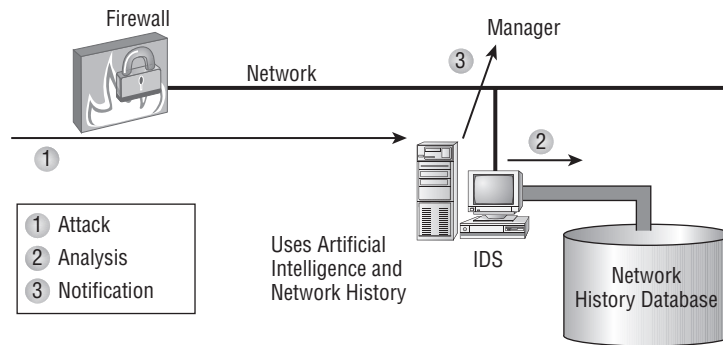 Firewall
Manager
3
Network
1
2
1 Attack
2 Analysis
3 Notification
Uses Artificial
Intelligence and
Network History
IDS
Network
History Database